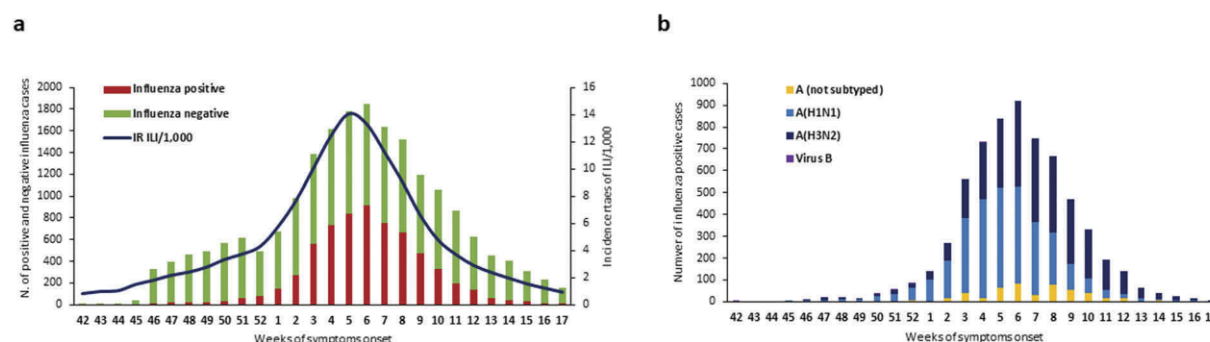 a
N. of positive and negative influenza cases
2000
1800
1600
1400
1200
1000
800
600
400
200
0
Influenza positive
Influenza negative
IR ILI/1,000
16
14
12
10
8
6
4
2
0
Incidencertaes of ILI/1,000
42 43 44 45 46 47 48 49 50 51 52 1 2 3 4 5 6 7 8 9 10 11 12 13 14 15 16 17
Weeks of symptoms onset
b
Numver of influenza positive cases
1000
900
800
700
600
500
400
300
200
100
0
A (not subtyped)
A(H1N1)
A(H3N2)
Virus B
42 43 44 45 46 47 48 49 50 51 52 1 2 3 4 5 6 7 8 9 10 11 12 13 14 15 16
Weeks of symptoms onset